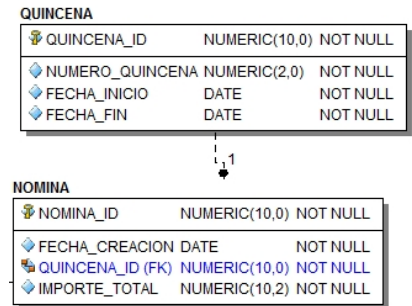 QUINCENA
QUINCENA_ID NUMERIC(10,0) NOT NULL
NUMERO_QUINCENA NUMERIC(2,0) NOT NULL
FECHA_INICIO DATE NOT NULL
FECHA_FIN DATE NOT NULL
1
NOMINA
NOMINA_ID NUMERIC(10,0) NOT NULL
FECHA_CREACION DATE NOT NULL
QUINCENA_ID (FK) NUMERIC(10,0) NOT NULL
IMPORTE_TOTAL NUMERIC(10,2) NOT NULL